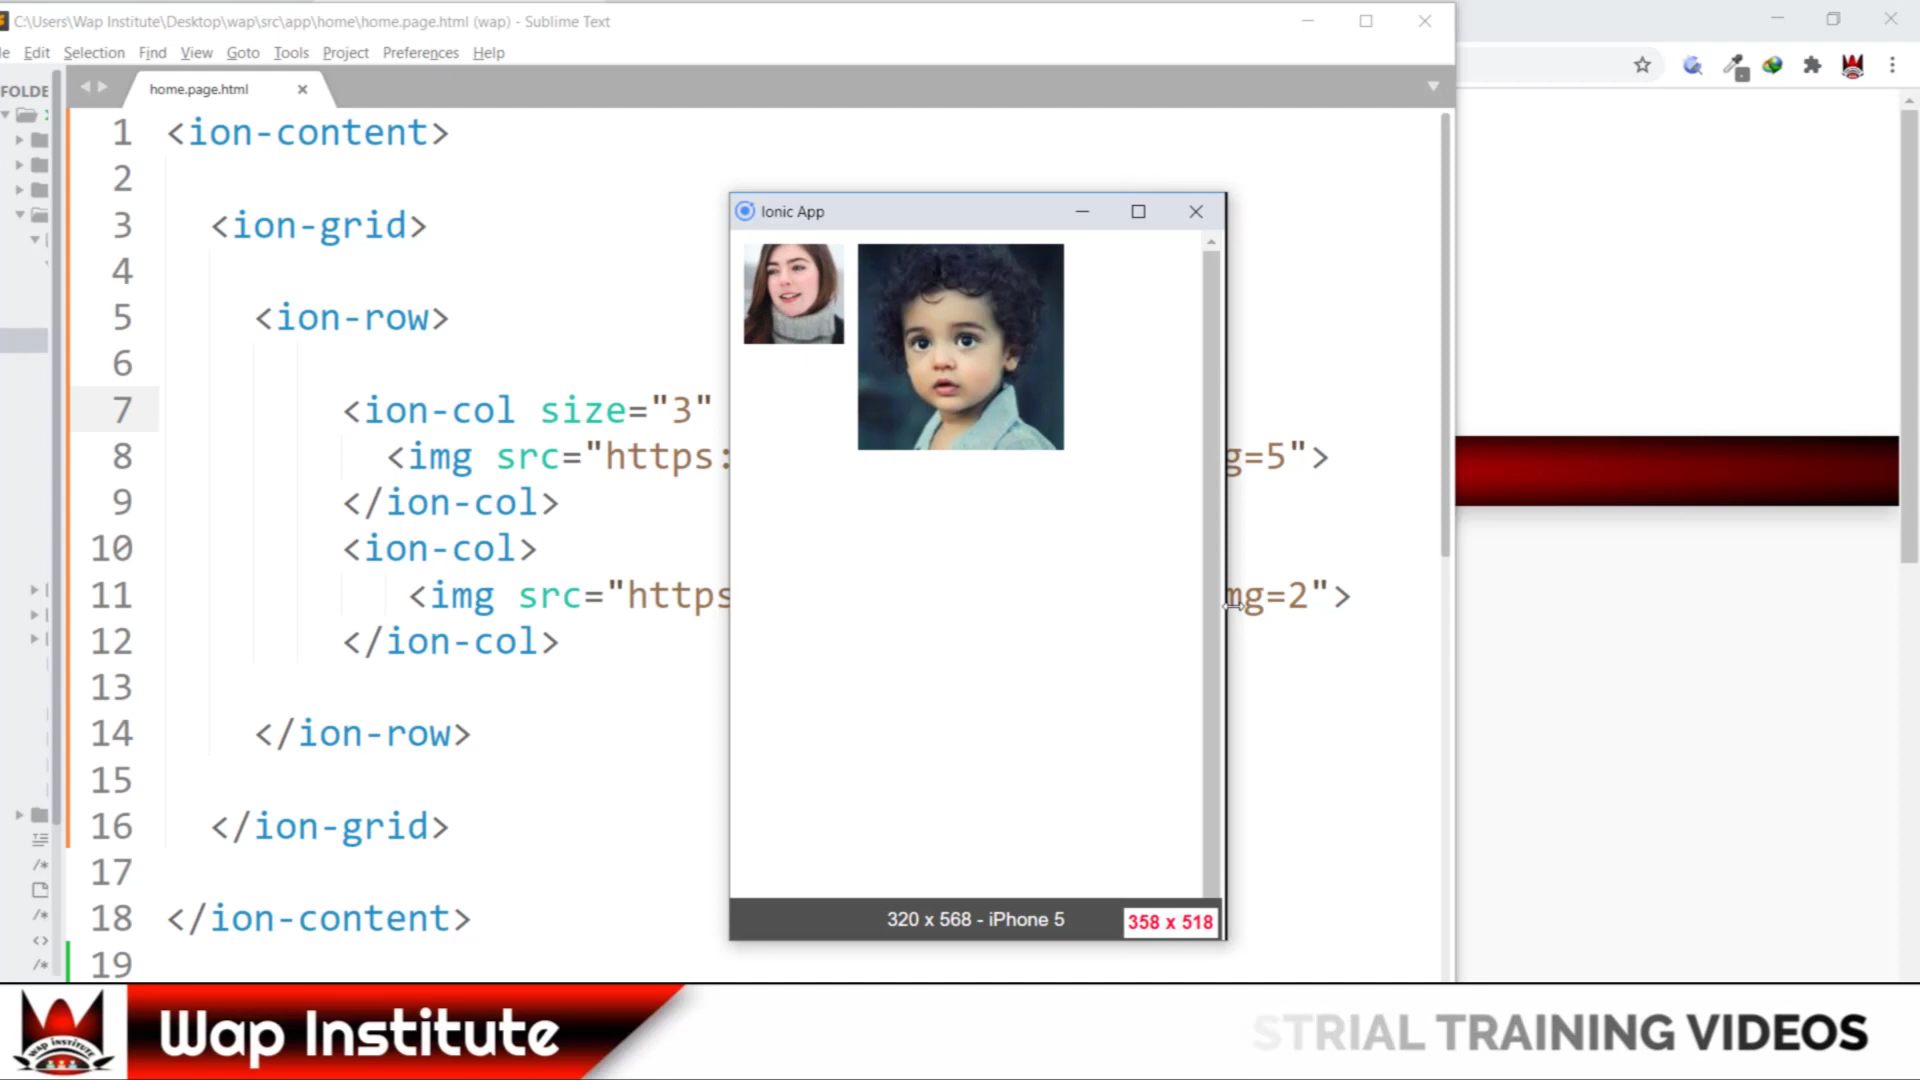 C:\Users\Wap Institute\Desktop\wap\src\app\home\home.page.html (wap) - Sublime Text
Edit Selection Find View Goto Tools Project Preferences Help
FOLDE
home.page.html
1 <ion-content>
2
3 <ion-grid>
4
5 <ion-row>
6
7 <ion-col size="3"
8 <img src="https: g=5">
9 </ion-col>
10 <ion-col>
11 <img src="https mg=2">
12 </ion-col>
13
14 </ion-row>
15
16 </ion-grid>
17
18 </ion-content>
19
Ionic App
320 x 568 - iPhone 5
358 x 518
WAP INSTITUTE
Wap Institute
STRIAL TRAINING VIDEOS